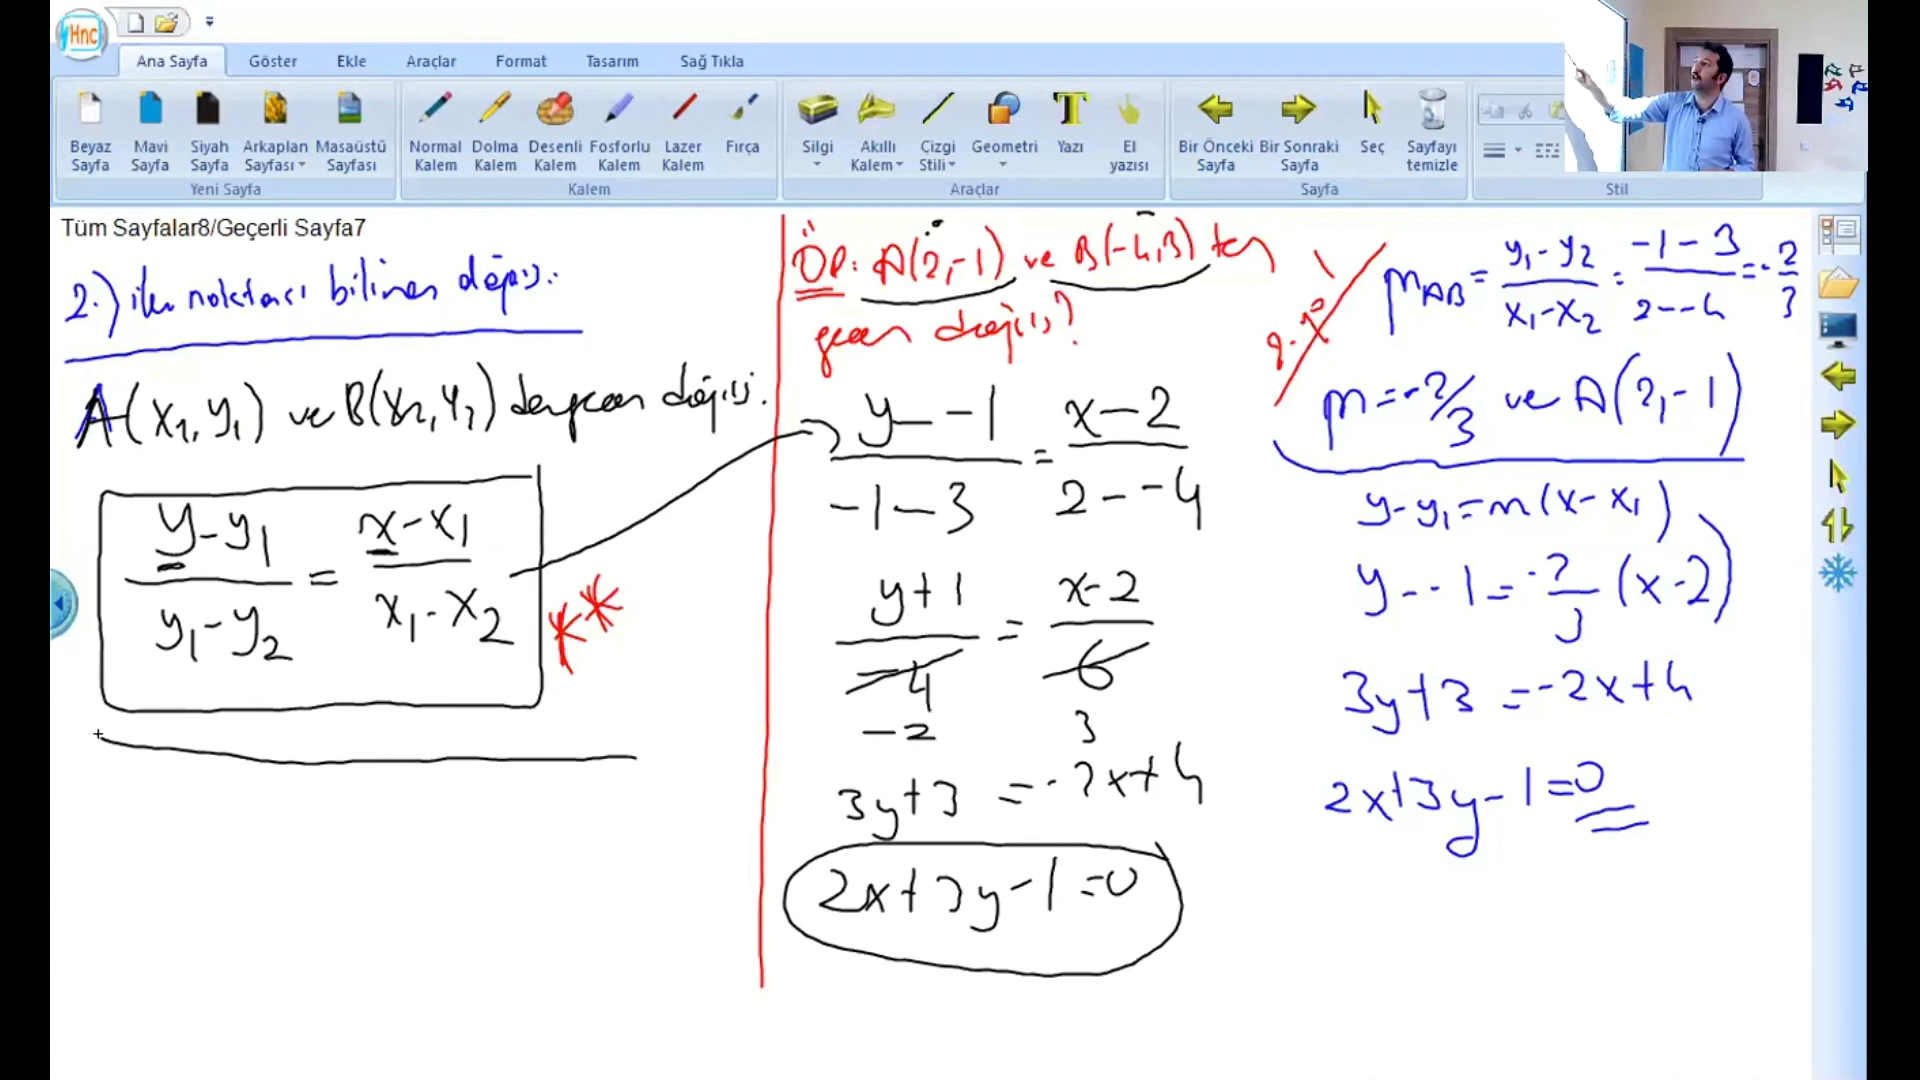 Hnc
Ana Sayfa Göster Ekle Araçlar Format Tasarım Sağ Tıkla
Beyaz Sayfa Mavi Sayfa Siyah Sayfa Arkaplan Sayfası Masaüstü Sayfası
Yeni Sayfa
Normal Kalem Dolma Kalem Desenli Kalem Fosforlu Kalem Lazer Kalem Fırça
Kalem
Silgi Akıllı Kalem Çizgi Stili Geometri Yazı El yazısı
Araçlar
Bir Önceki Sayfa Bir Sonraki Sayfa Seç Sayfayı temizle
Sayfa
Stil
Tüm Sayfalar8/Geçerli Sayfa7
2.) iki noktası bilinen
A(x1, y1) ve B(x2, y2)
y-y1 / y1-y2 = x-x1 / x1-x2
**
ÖR: A(2,-1) ve B(-4,3) ten
geçen
y--1 / -1-3 = x-2 / 2--4
y+1 / -4 = x-2 / 6
-2 3
3y+3 = -2x+4
2x+3y-1=0
2. yol
mAB = y1-y2 / x1-x2 = -1-3 / 2--4 = -2/3
m=-2/3 ve A(2,-1)
y-y1=m(x-x1)
y--1=-2/3 (x-2)
3y+3 =-2x+4
2x+3y-1=0